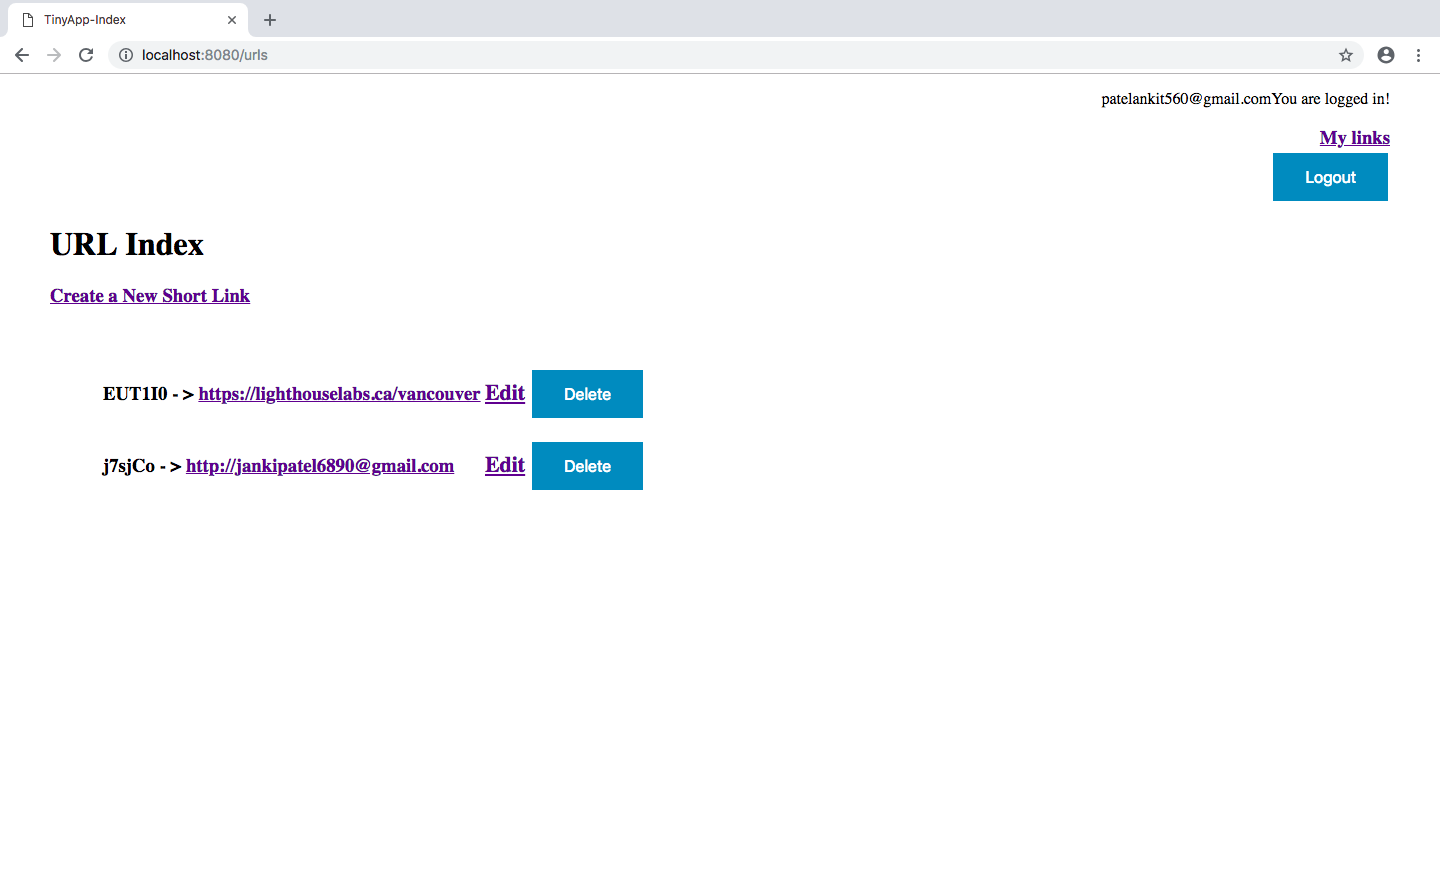 TinyApp-Index
localhost:8080/urls
patelankit560@gmail.comYou are logged in!
My links
Logout
URL Index
Create a New Short Link
EUT1I0 - > https://lighthouselabs.ca/vancouver Edit Delete
j7sjCo - > http://jankipatel6890@gmail.com Edit Delete